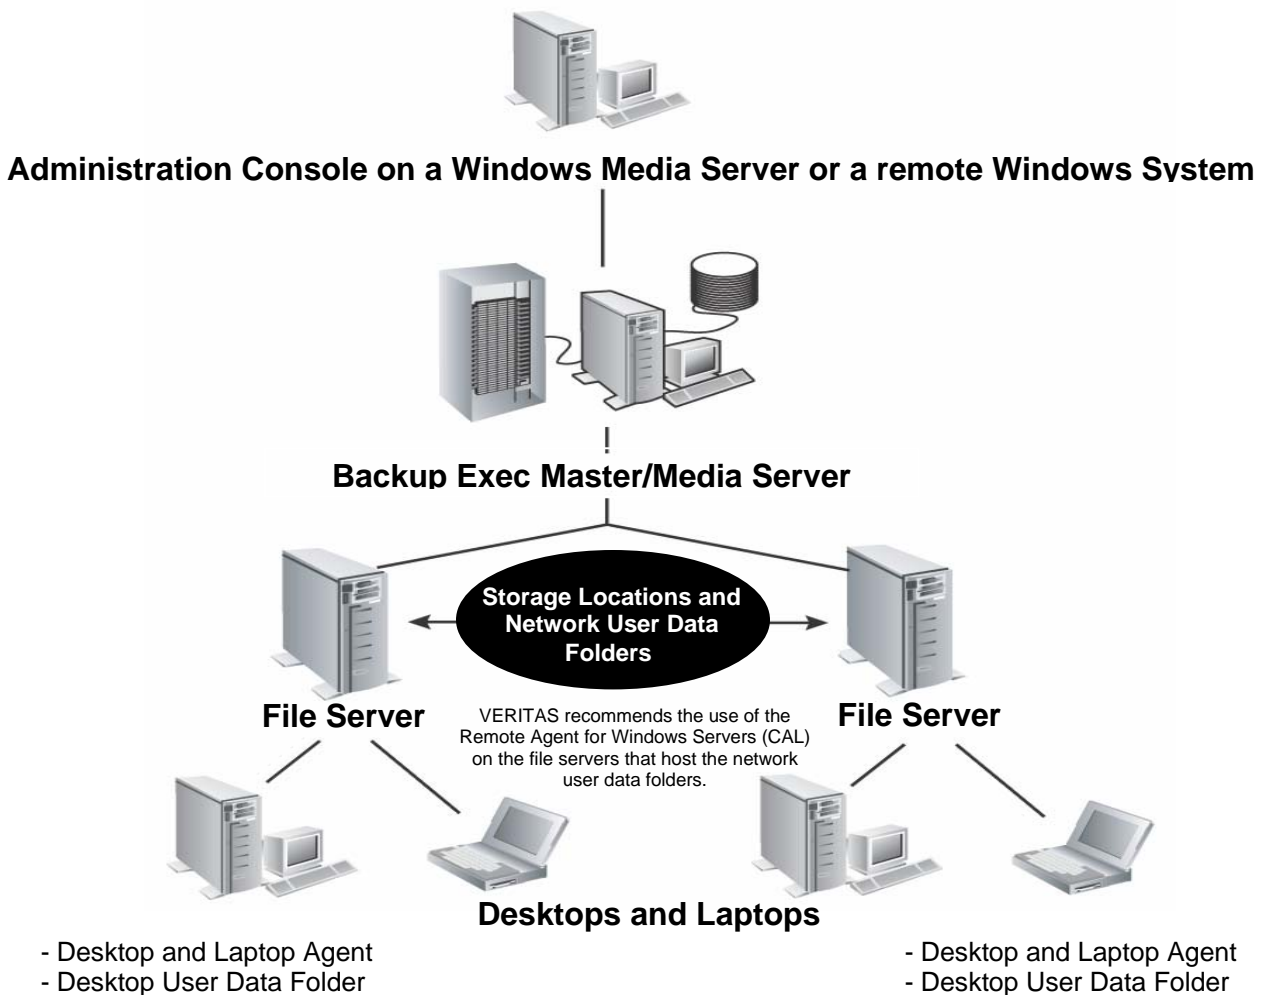 Administration Console on a Windows Media Server or a remote Windows System
Backup Exec Master/Media Server
Storage Locations and
Network User Data
Folders
File Server
File Server
VERITAS recommends the use of the
Remote Agent for Windows Servers (CAL)
on the file servers that host the network
user data folders.
Desktops and Laptops
- Desktop and Laptop Agent
- Desktop User Data Folder
- Desktop and Laptop Agent
- Desktop User Data Folder